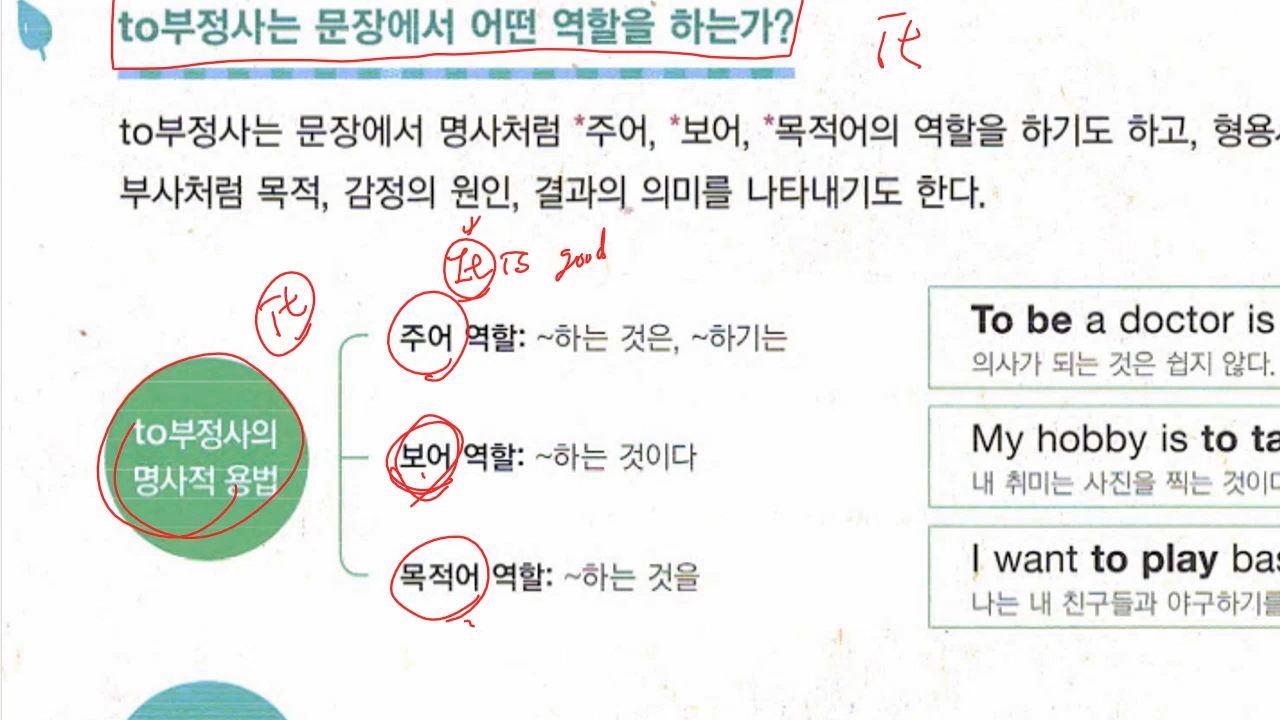 to부정사는 문장에서 어떤 역할을 하는가?
It
to부정사는 문장에서 명사처럼 *주어, *보어, *목적어의 역할을 하기도 하고, 형용
부사처럼 목적, 감정의 원인, 결과의 의미를 나타내기도 한다.
It is good
It
주어 역할: ~하는 것은, ~하기는
to부정사의
명사적 용법
보어 역할: ~하는 것이다
목적어 역할: ~하는 것을
To be a doctor is
의사가 되는 것은 쉽지 않다.
My hobby is to ta
내 취미는 사진을 찍는 것이다
I want to play bas
나는 내 친구들과 야구하기를